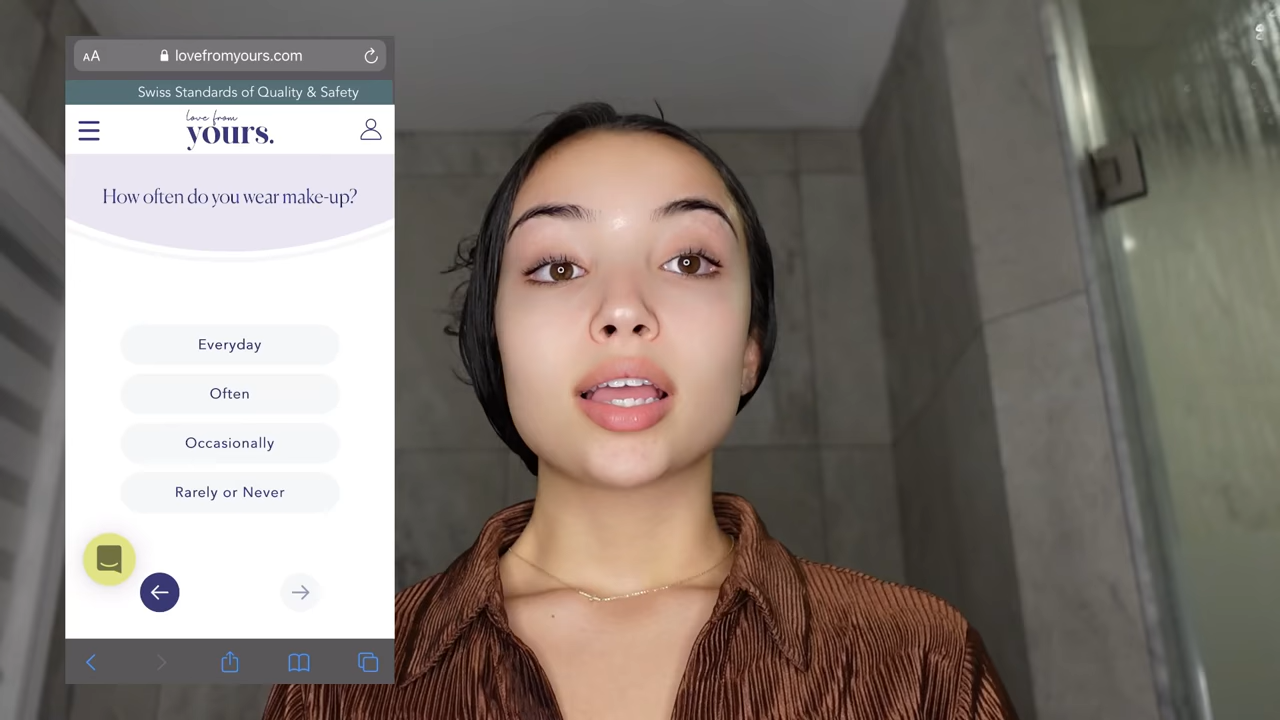 AA lovefromyours.com
Swiss Standards of Quality & Safety
love from
yours.
How often do you wear make-up?
Everyday
Often
Occasionally
Rarely or Never